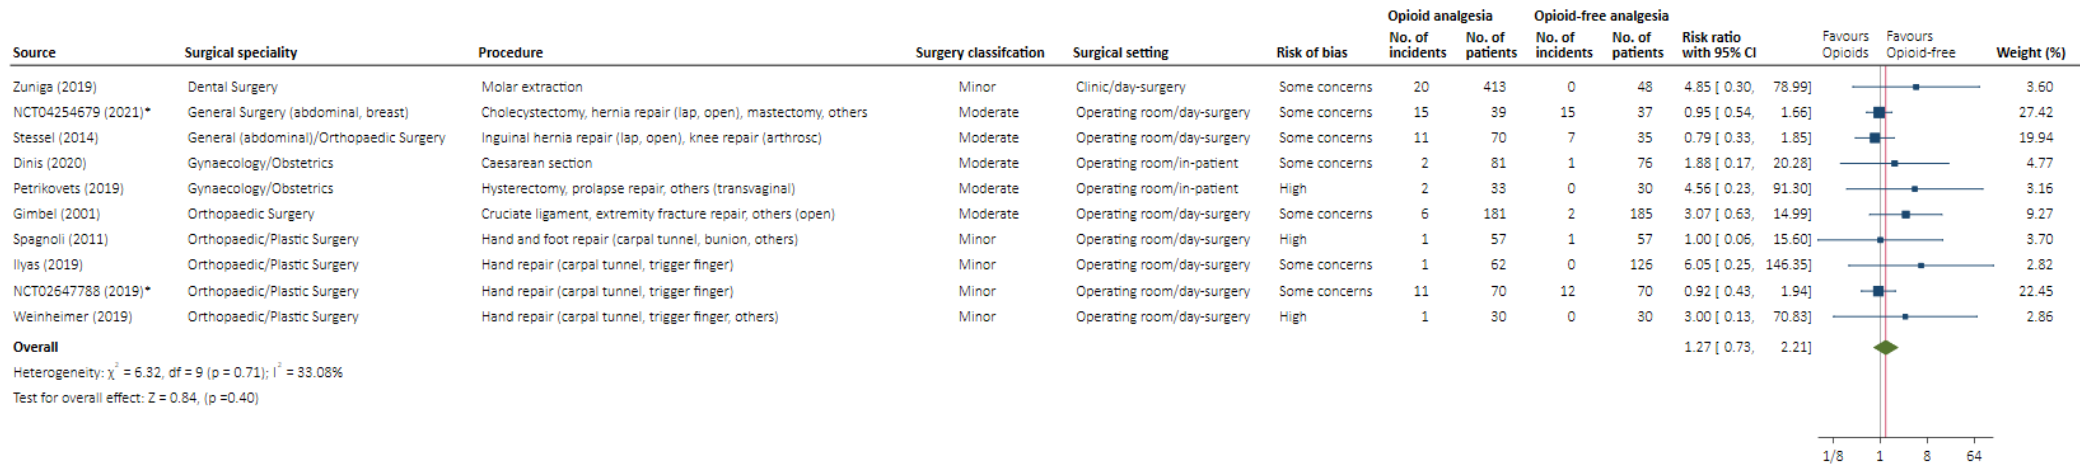 Opioid analgesia Opioid-free analgesia
No. of No. of No. of No. of Risk ratio Favours Favours
Source Surgical speciality Procedure Surgery classifcation Surgical setting Risk of bias incidents patients incidents patients with 95% CI Opioids Opioid-free Weight (%)
Zuniga (2019) Dental Surgery Molar extraction Minor Clinic/day-surgery Some concerns 20 413 0 48 4.85 [ 0.30, 78.99] 3.60
NCT04254679 (2021)* General Surgery (abdominal, breast) Cholecystectomy, hernia repair (lap, open), mastectomy, others Moderate Operating room/day-surgery Some concerns 15 39 15 37 0.95 [ 0.54, 1.66] 27.42
Stessel (2014) General (abdominal)/Orthopaedic Surgery Inguinal hernia repair (lap, open), knee repair (arthrosc) Moderate Operating room/day-surgery Some concerns 11 70 7 35 0.79 [ 0.33, 1.85] 19.94
Dinis (2020) Gynaecology/Obstetrics Caesarean section Moderate Operating room/in-patient Some concerns 2 81 1 76 1.88 [ 0.17, 20.28] 4.77
Petrikovets (2019) Gynaecology/Obstetrics Hysterectomy, prolapse repair, others (transvaginal) Moderate Operating room/in-patient High 2 33 0 30 4.56 [ 0.23, 91.30] 3.16
Gimbel (2001) Orthopaedic Surgery Cruciate ligament, extremity fracture repair, others (open) Moderate Operating room/day-surgery Some concerns 6 181 2 185 3.07 [ 0.63, 14.99] 9.27
Spagnoli (2011) Orthopaedic/Plastic Surgery Hand and foot repair (carpal tunnel, bunion, others) Minor Operating room/day-surgery High 1 57 1 57 1.00 [ 0.06, 15.60] 3.70
Ilyas (2019) Orthopaedic/Plastic Surgery Hand repair (carpal tunnel, trigger finger) Minor Operating room/day-surgery Some concerns 1 62 0 126 6.05 [ 0.25, 146.35] 2.82
NCT02647788 (2019)* Orthopaedic/Plastic Surgery Hand repair (carpal tunnel, trigger finger) Minor Operating room/day-surgery Some concerns 11 70 12 70 0.92 [ 0.43, 1.94] 22.45
Weinheimer (2019) Orthopaedic/Plastic Surgery Hand repair (carpal tunnel, trigger finger, others) Minor Operating room/day-surgery High 1 30 0 30 3.00 [ 0.13, 70.83] 2.86
Overall 1.27 [ 0.73, 2.21]
Heterogeneity: χ² = 6.32, df = 9 (p = 0.71); I² = 33.08%
Test for overall effect: Z = 0.84, (p =0.40)
1/8 1 8 64